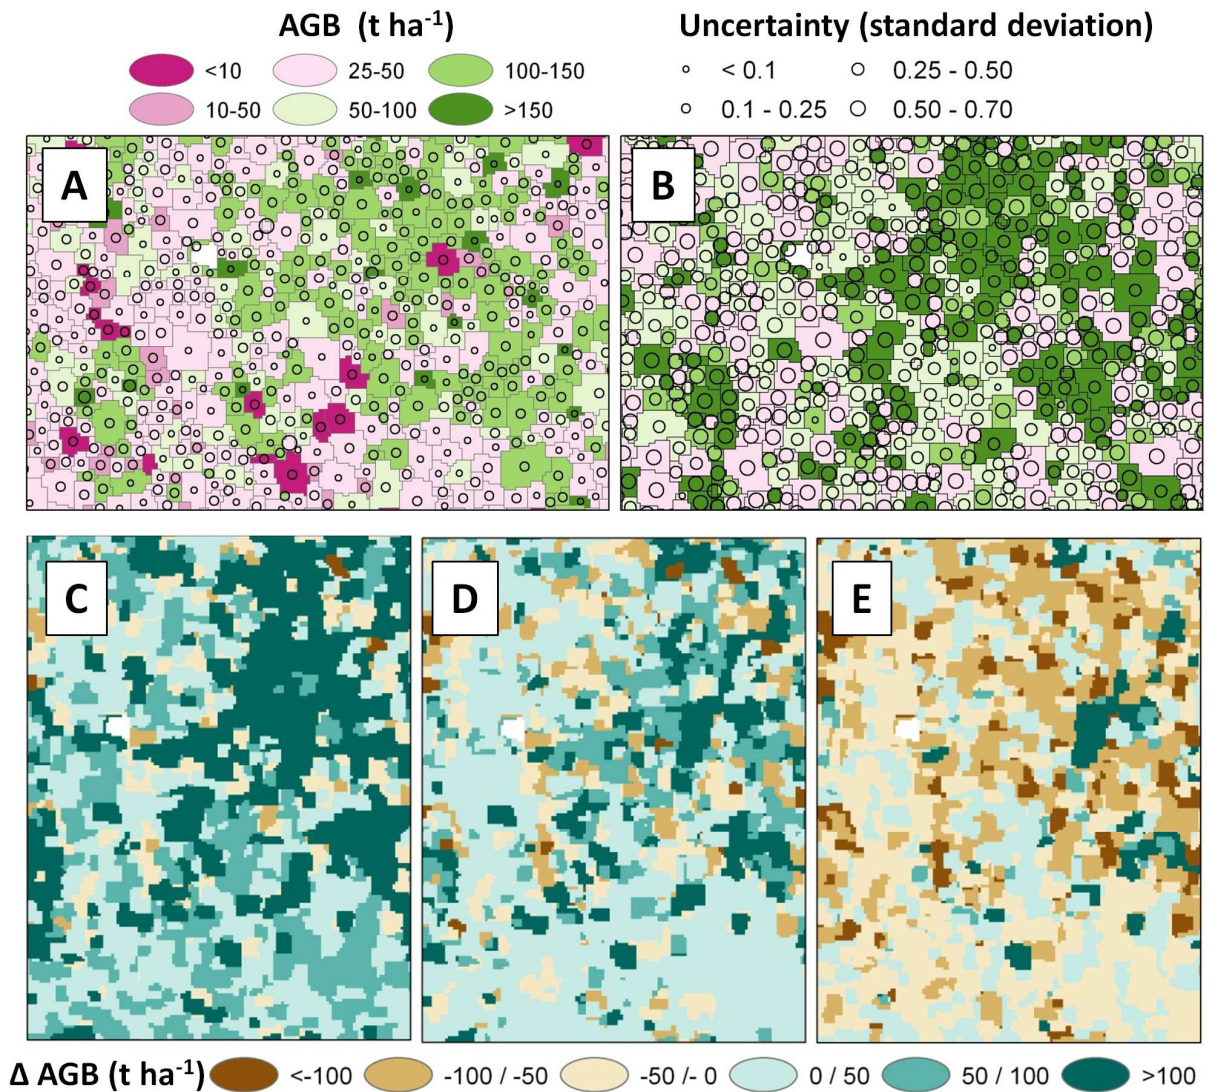 AGB (t ha-1) Uncertainty (standard deviation)
<10 25-50 100-150 < 0.1 0.25 - 0.50
10-50 50-100 >150 0.1 - 0.25 0.50 - 0.70
A B
C D E
Δ AGB (t ha-1) <-100 -100 / -50 -50 /- 0 0 / 50 50 / 100 >100